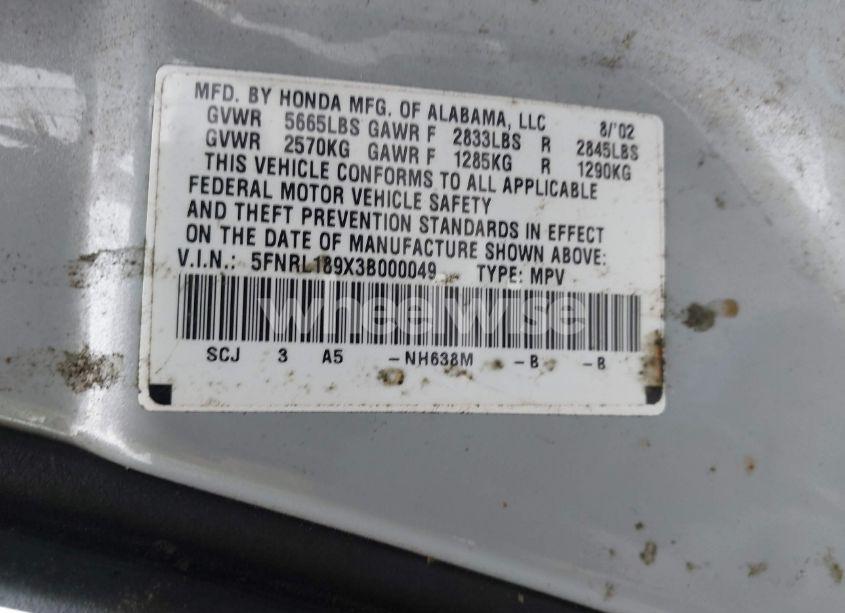 MFD. BY HONDA MFG. OF ALABAMA, LLC 8/'02
GVWR 5665LBS GAWR F 2833LBS R 2845LBS
GVWR 2570KG GAWR F 1285KG R 1290KG
THIS VEHICLE CONFORMS TO ALL APPLICABLE
FEDERAL MOTOR VEHICLE SAFETY
AND THEFT PREVENTION STANDARDS IN EFFECT
ON THE DATE OF MANUFACTURE SHOWN ABOVE:
V.I.N.: 5FNRL189X3B000049 TYPE: MPV
wheelwise
SCJ 3 A5 -NH638M -B -B